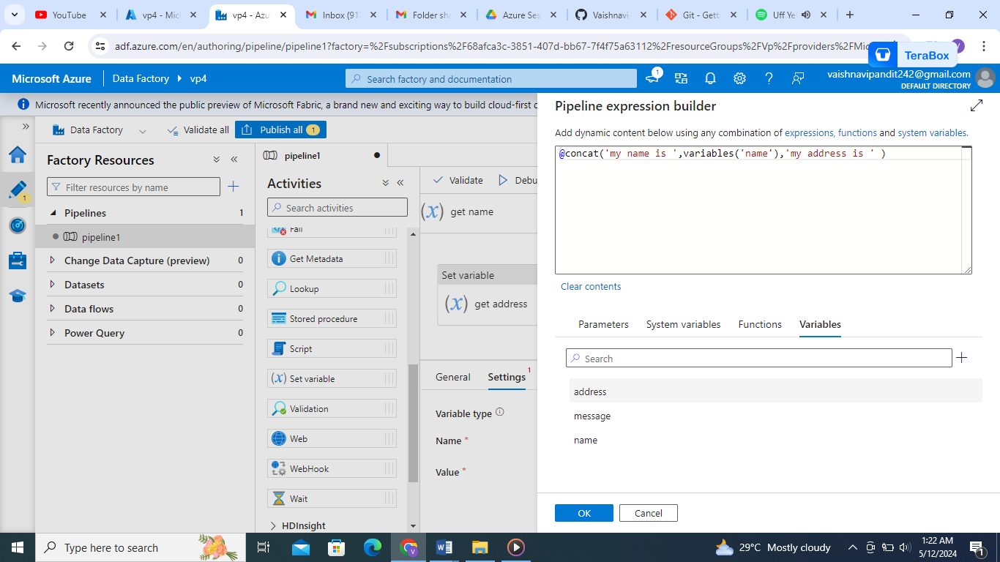 YouTube
vp4 - Mic
vp4 - Azu
Inbox (91
Folder sha
Azure Ses
Vaishnavi
Git - Gett
Uff Ye
adf.azure.com/en/authoring/pipeline/pipeline1?factory=%2Fsubscriptions%2F68afca3c-3851-407d-bb67-7f4f75a63112%2FresourceGroups%2FVp%2Fproviders%2FMic
V
TeraBox
Microsoft Azure
Data Factory
vp4
Search factory and documentation
1
vaishnavipandit242@gmail.com
DEFAULT DIRECTORY
Microsoft recently announced the public preview of Microsoft Fabric, a brand new and exciting way to build cloud-first
Data Factory
Validate all
Publish all
1
Factory Resources
Filter resources by name
1
Pipelines
1
pipeline1
Change Data Capture (preview)
0
Datasets
0
Data flows
0
Power Query
0
pipeline1
Activities
Search activities
Fail
Get Metadata
Lookup
Stored procedure
Script
(x) Set variable
Validation
Web
WebHook
Wait
HDInsight
Validate
Debu
(x) get name
Set variable
(x) get address
General
Settings
1
Variable type
Name *
Value *
Pipeline expression builder
Add dynamic content below using any combination of expressions, functions and system variables.
@concat('my name is ',variables('name'),'my address is ' )
Clear contents
Parameters
System variables
Functions
Variables
Search
address
message
name
OK
Cancel
Type here to search
V
29°C Mostly cloudy
1:22 AM
5/12/2024
1